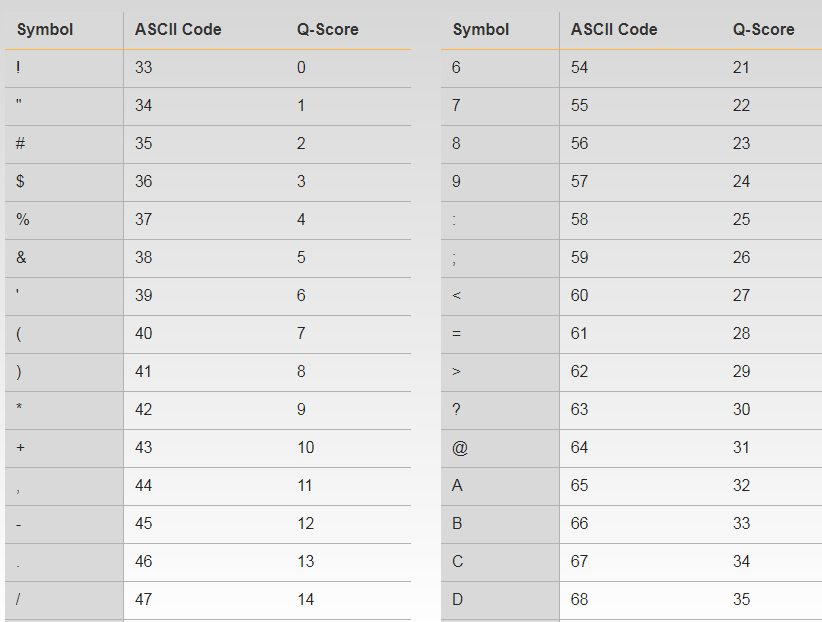 Symbol ASCII Code Q-Score Symbol ASCII Code Q-Score
! 33 0 6 54 21
" 34 1 7 55 22
# 35 2 8 56 23
$ 36 3 9 57 24
% 37 4 : 58 25
& 38 5 ; 59 26
' 39 6 < 60 27
( 40 7 = 61 28
) 41 8 > 62 29
* 42 9 ? 63 30
+ 43 10 @ 64 31
, 44 11 A 65 32
- 45 12 B 66 33
. 46 13 C 67 34
/ 47 14 D 68 35